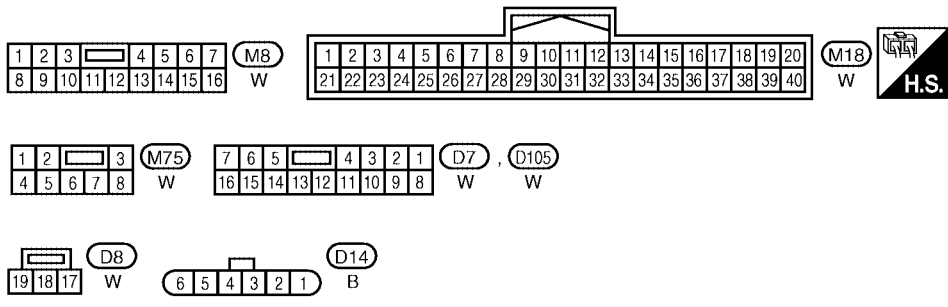 1 2 3 4 5 6 7 M8 1 2 3 4 5 6 7 8 9 10 11 12 13 14 15 16 17 18 19 20 M18
8 9 10 11 12 13 14 15 16 W 21 22 23 24 25 26 27 28 29 30 31 32 33 34 35 36 37 38 39 40 W H.S.
1 2 3 M75 7 6 5 4 3 2 1 D7 , D105
4 5 6 7 8 W 16 15 14 13 12 11 10 9 8 W W
D8 D14
19 18 17 W 6 5 4 3 2 1 B